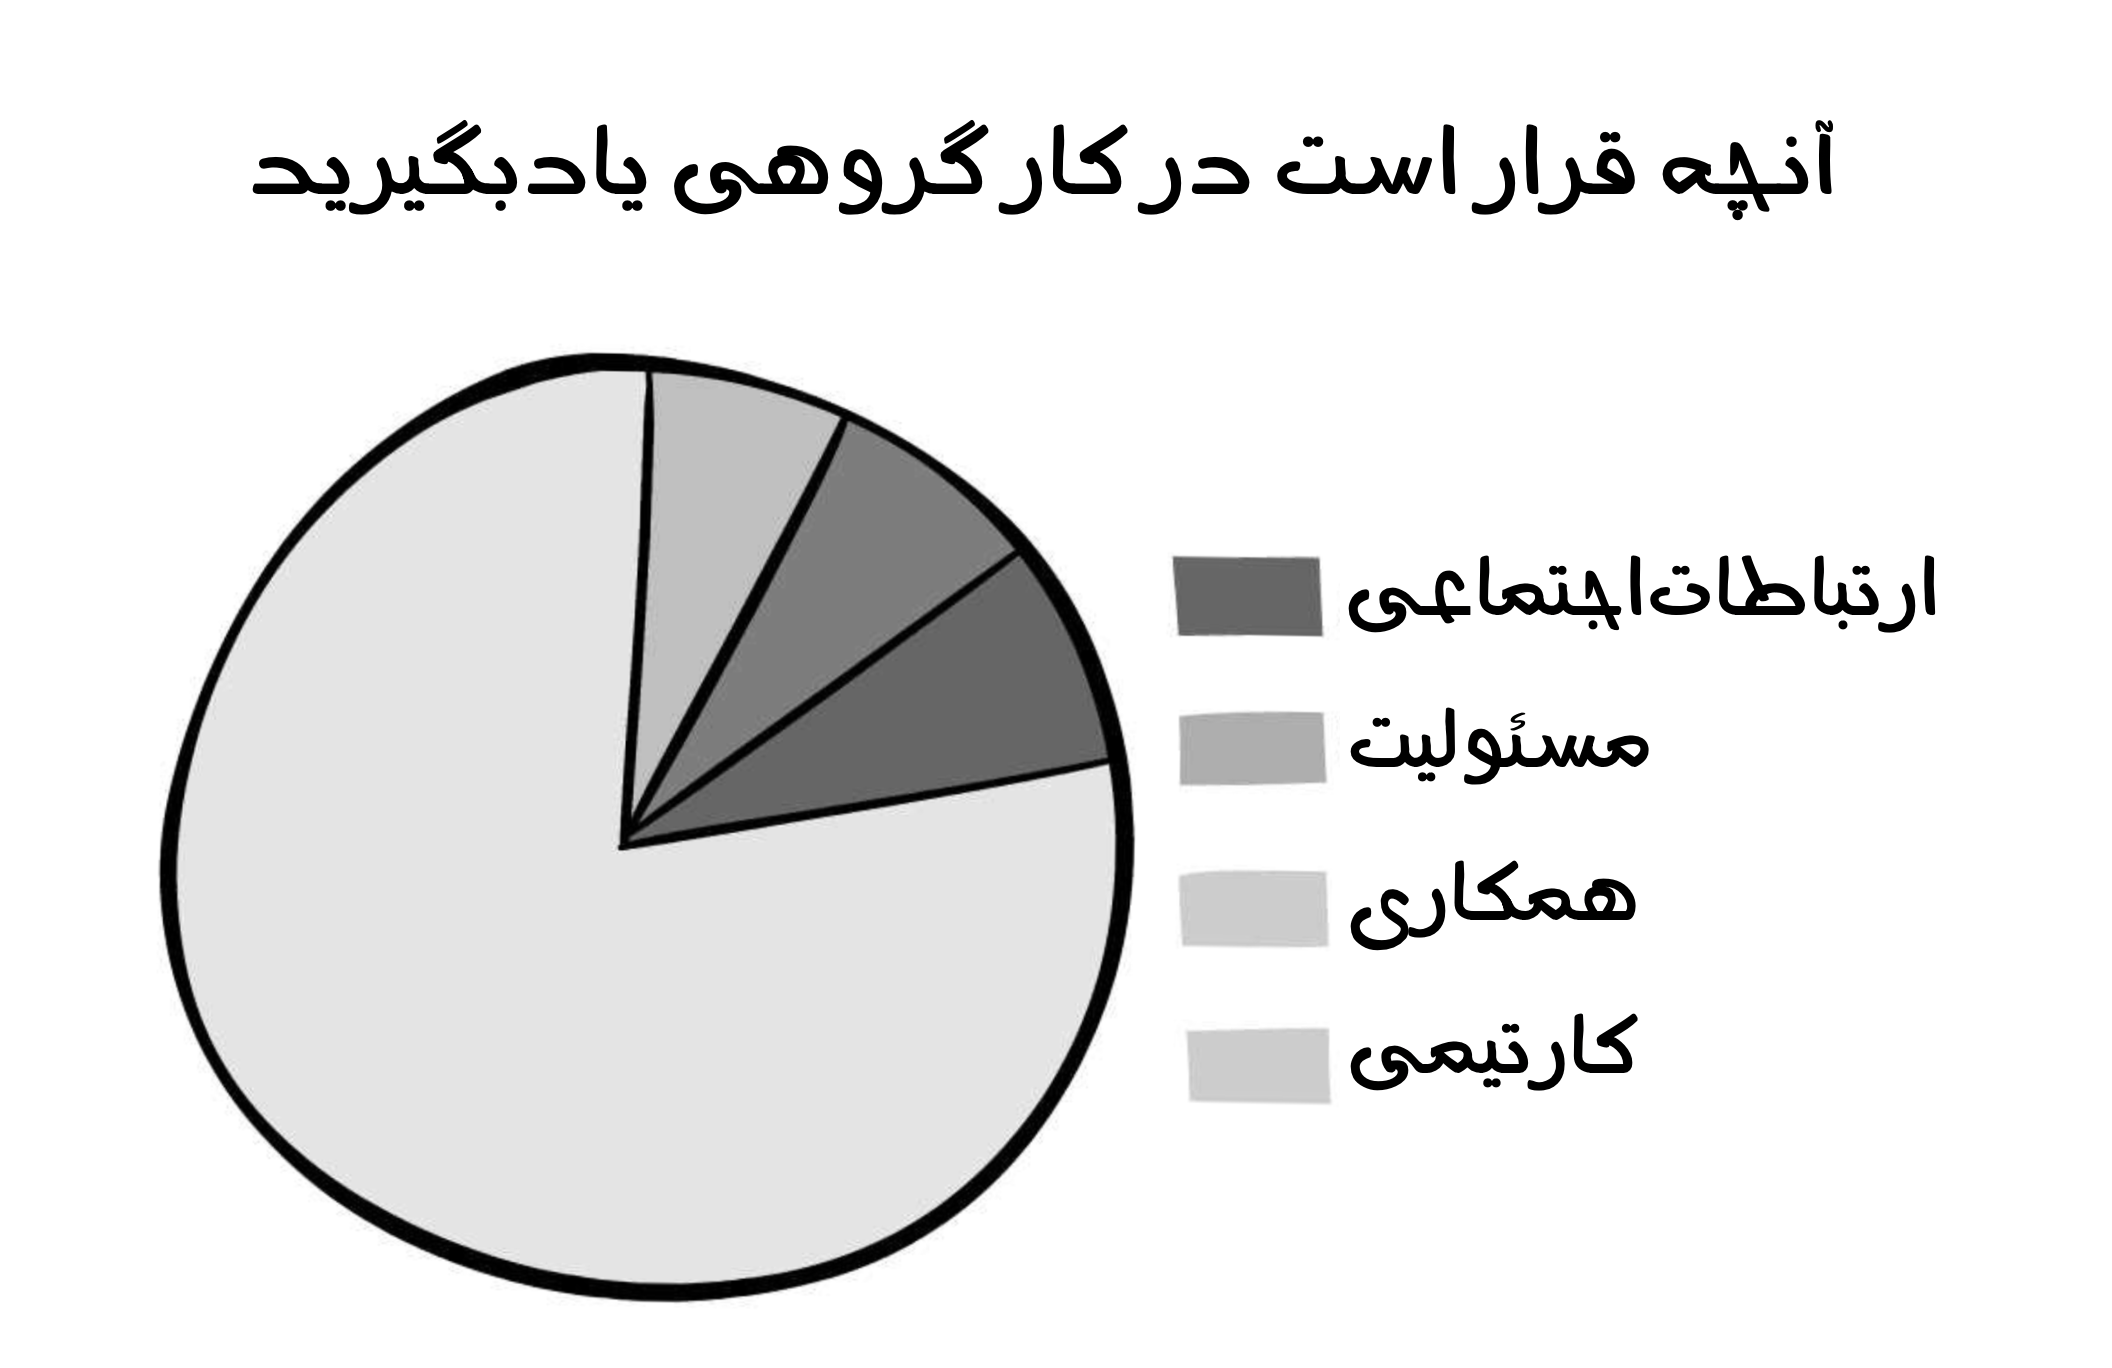 آنچه قرار است در کار گروهی یاد بگیرید
ارتباطات اجتماعی
مسئولیت
همکاری
کار تیمی